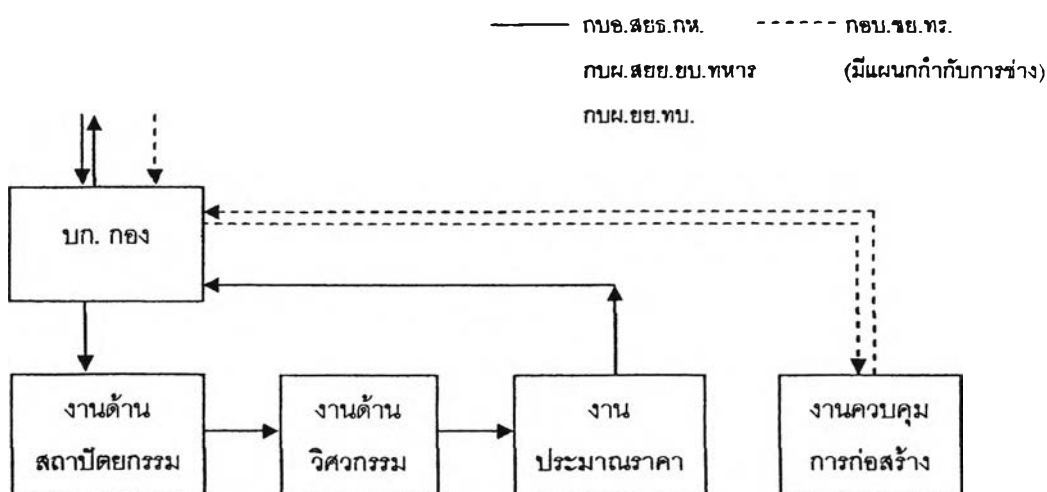 กบอ.สยธ.กห.
กอบ.ชย.ทร.
กบผ.สยย.ยบ.ทหาร
(มีแผนกกำกับการช่าง)
กบผ.ยย.ทบ.
บก. กอง
งานด้าน
สถาปัตยกรรม
งานด้าน
วิศวกรรม
งาน
ประมาณราคา
งานควบคุม
การก่อสร้าง